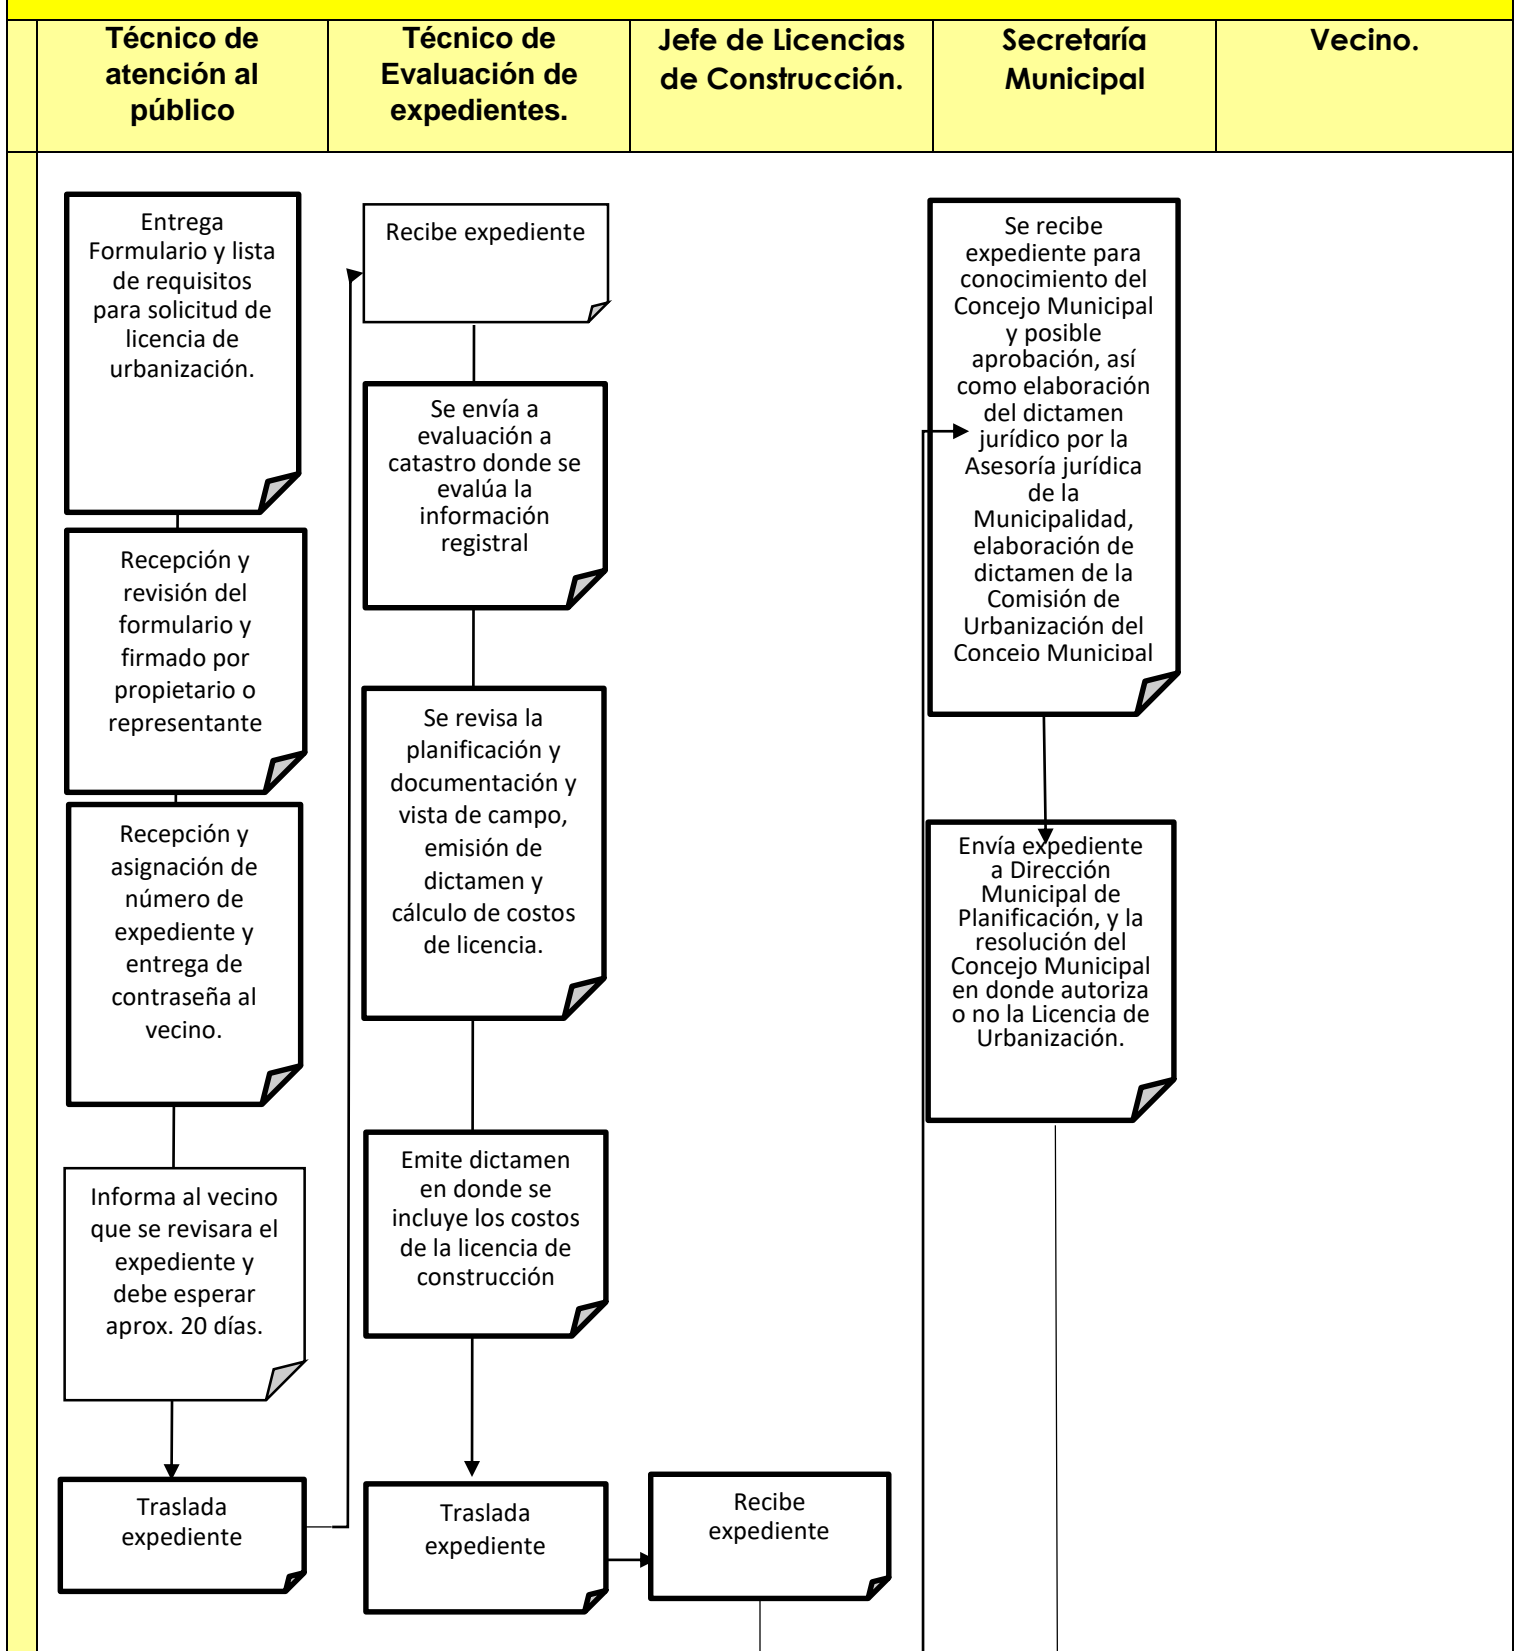 Técnico de
atención al
público
Técnico de
Evaluación de
expedientes.
Jefe de Licencias
de Construcción.
Secretaría
Municipal
Vecino.
Entrega
Formulario y lista
de requisitos
para solicitud de
licencia de
urbanización.
Recepción y
revisión del
formulario y
firmado por
propietario o
representante
Recepción y
asignación de
número de
expediente y
entrega de
contraseña al
vecino.
Informa al vecino
que se revisara el
expediente y
debe esperar
aprox. 20 días.
Traslada
expediente
Recibe expediente
Se envía a
evaluación a
catastro donde se
evalúa la
información
registral
Se revisa la
planificación y
documentación y
vista de campo,
emisión de
dictamen y
cálculo de costos
de licencia.
Emite dictamen
en donde se
incluye los costos
de la licencia de
construcción
Traslada
expediente
Recibe
expediente
Se recibe
expediente para
conocimiento del
Concejo Municipal
y posible
aprobación, así
como elaboración
del dictamen
jurídico por la
Asesoría jurídica
de la
Municipalidad,
elaboración de
dictamen de la
Comisión de
Urbanización del
Concejo Municipal
Envía expediente
a Dirección
Municipal de
Planificación, y la
resolución del
Concejo Municipal
en donde autoriza
o no la Licencia de
Urbanización.